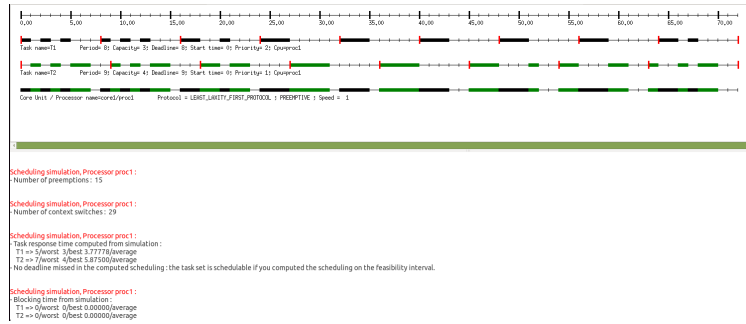 0,00 5,00 10,00 15,00 20,00 25,00 30,00 35,00 40,00 45,00 50,00 55,00 60,00 65,00 70,00
Task name=T1 Period= 8; Capacity= 3; Deadline= 8; Start time= 0; Priority= 2; Cpu=proc1
Task name=T2 Period= 9; Capacity= 4; Deadline= 9; Start time= 0; Priority= 1; Cpu=proc1
Core Unit / Processor name=core1/proc1 Protocol = LEAST_LAXITY_FIRST_PROTOCOL ; PREEMPTIVE ; Speed = 1
Scheduling simulation, Processor proc1 :
- Number of preemptions : 15
Scheduling simulation, Processor proc1 :
- Number of context switches : 29
Scheduling simulation, Processor proc1 :
- Task response time computed from simulation :
T1 => 5/worst 3/best 3.77778/average
T2 => 7/worst 4/best 5.87500/average
- No deadline missed in the computed scheduling : the task set is schedulable if you computed the scheduling on the feasibility interval.
Scheduling simulation, Processor proc1 :
- Blocking time from simulation :
T1 => 0/worst 0/best 0.00000/average
T2 => 0/worst 0/best 0.00000/average